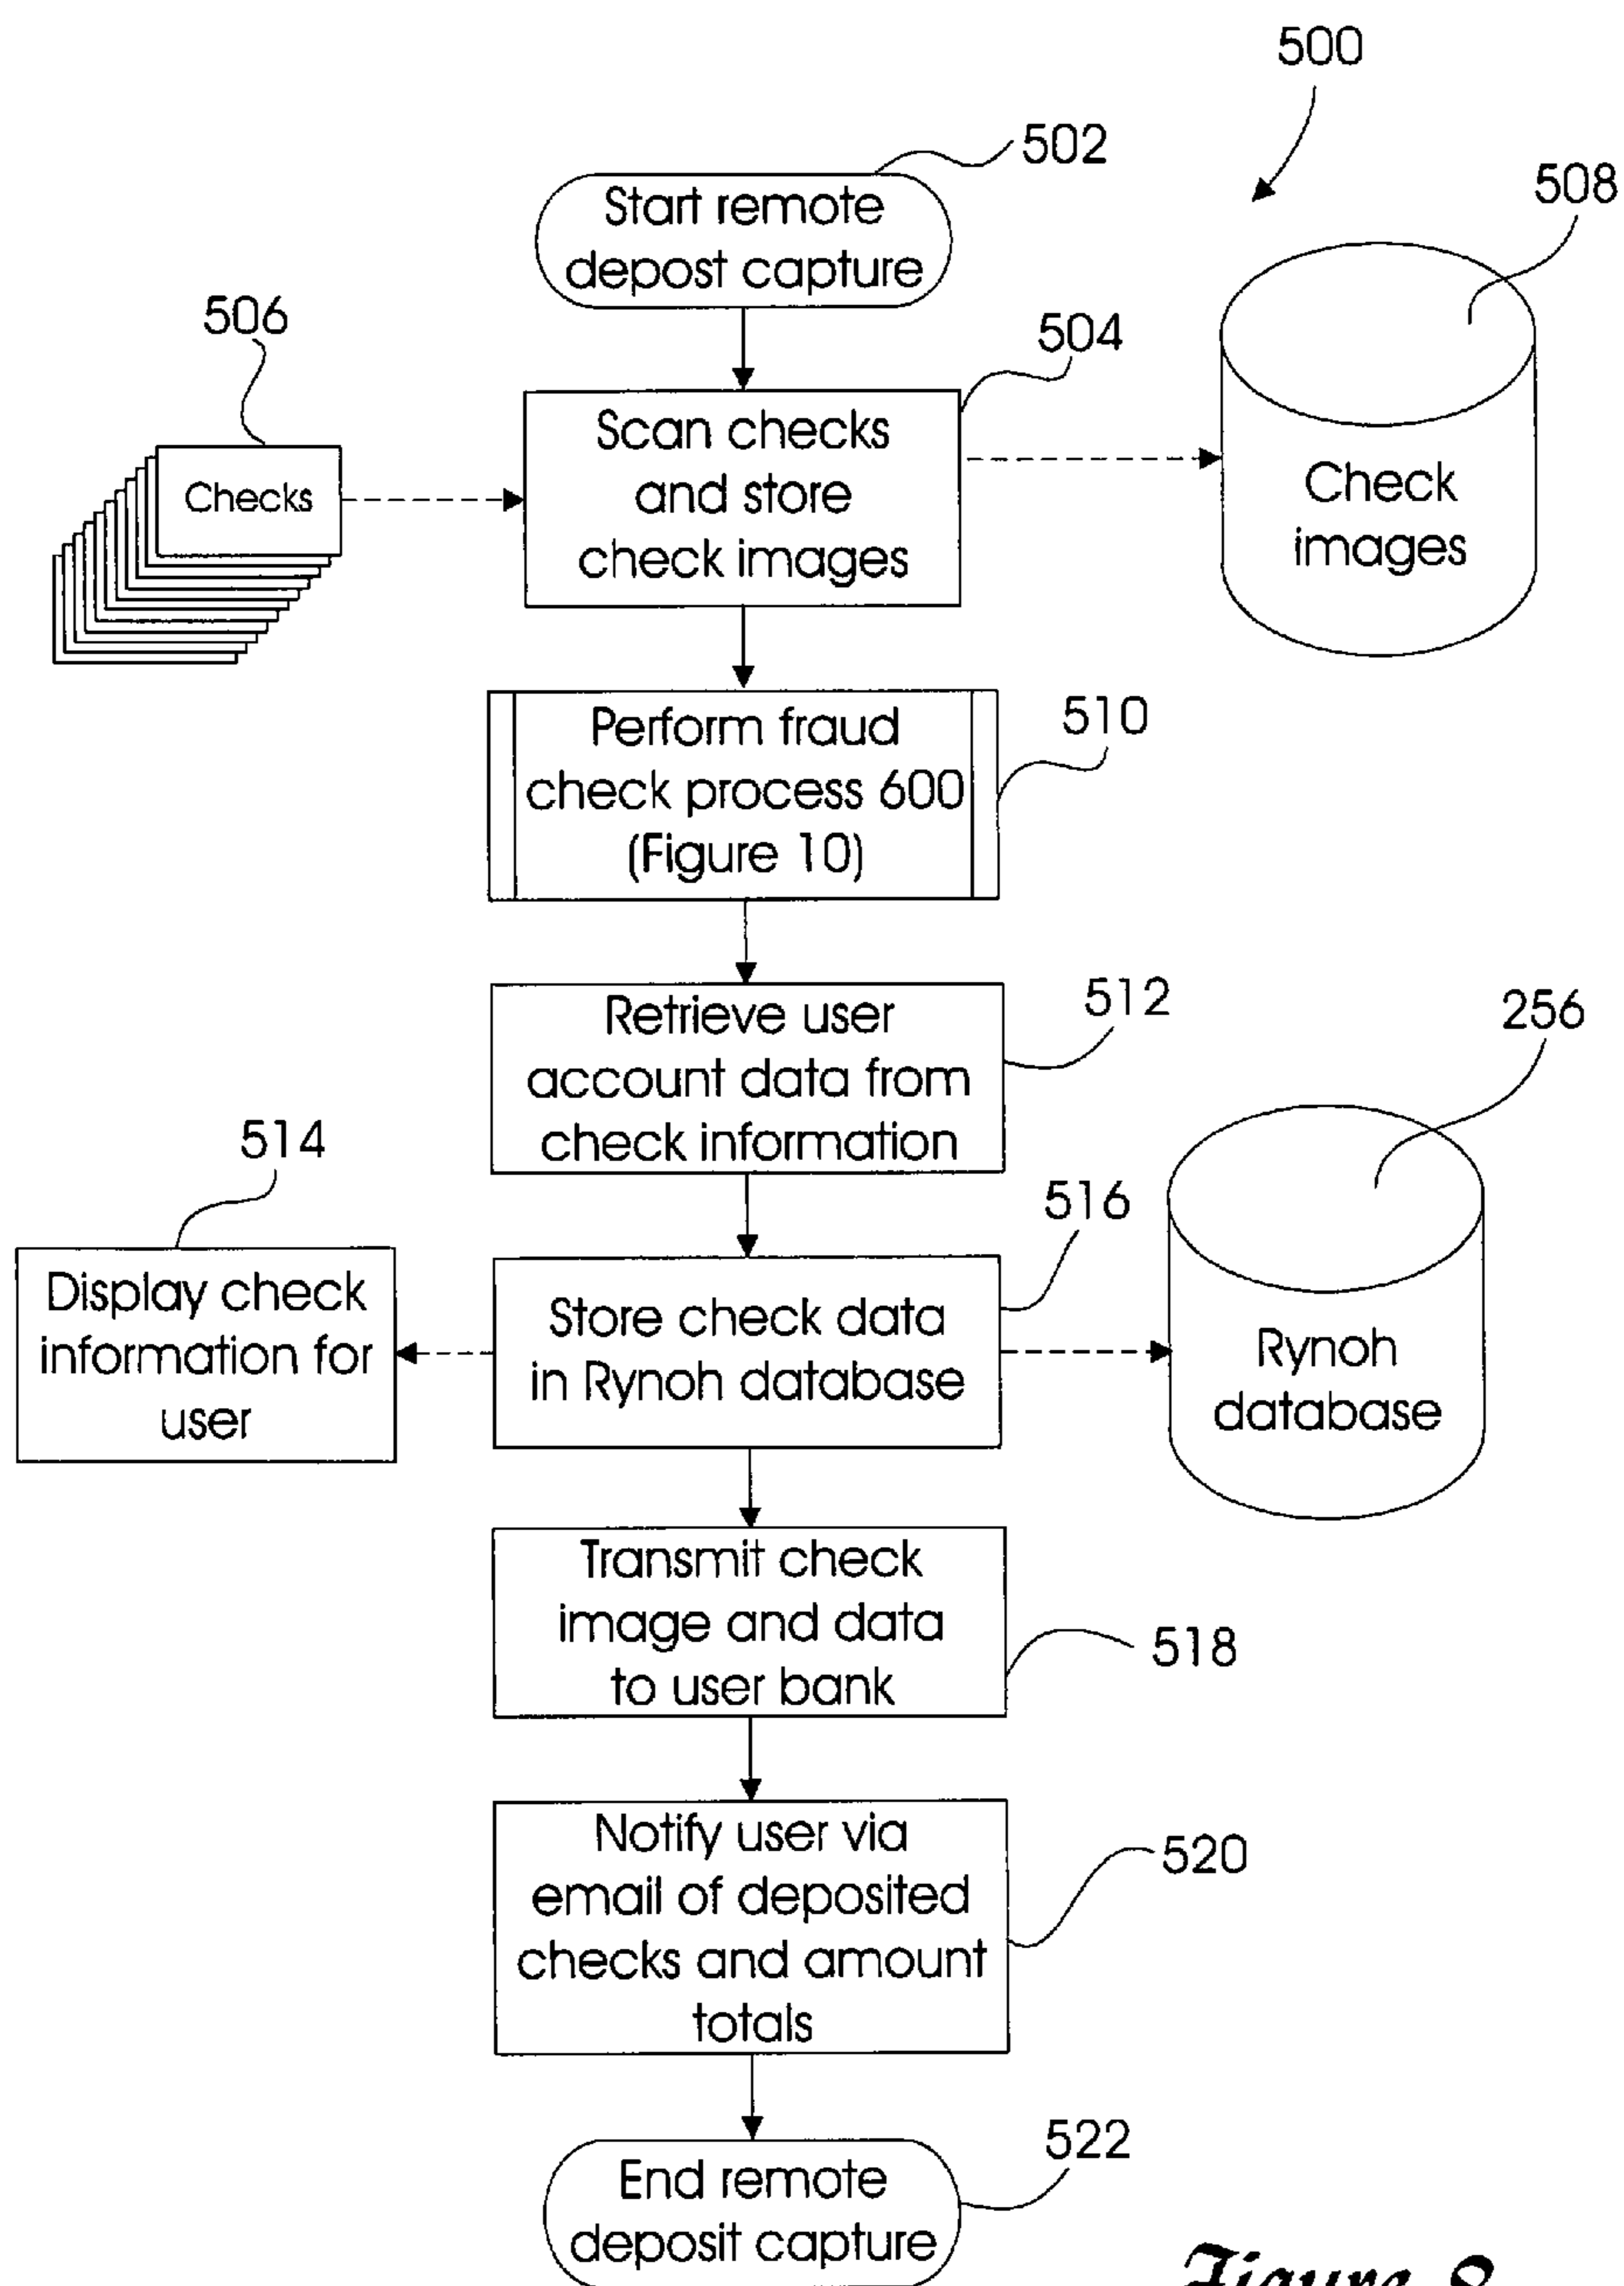 500
502
508
Start remote
depost capture
506
504
Checks
Scan checks
and store
check images
Check
images
Perform fraud
check process 600
(Figure 10)
510
Retrieve user
account data from
check information
512
256
514
516
Display check
information for
user
Store check data
in Rynoh database
Rynoh
database
Transmit check
image and data
to user bank
518
Notify user via
email of deposited
checks and amount
totals
520
522
End remote
deposit capture
Figure